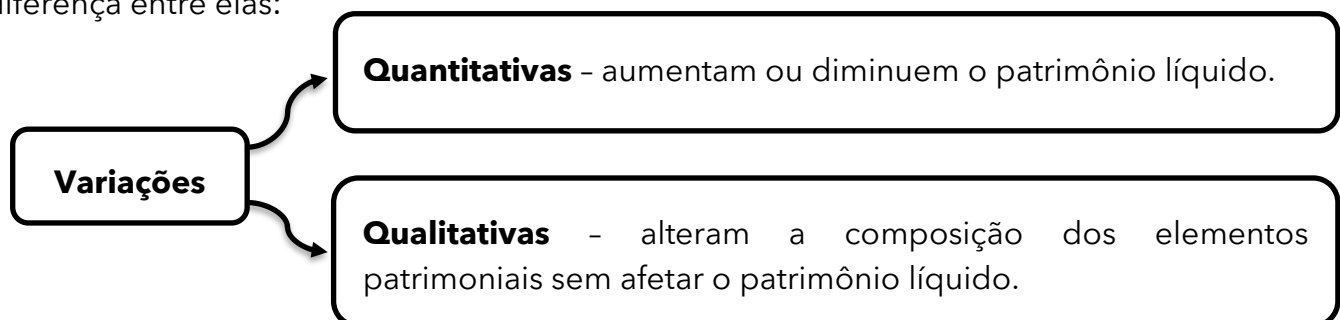 diferença entre elas:
Quantitativas – aumentam ou diminuem o patrimônio líquido.
Variações
Qualitativas – alteram a composição dos elementos
patrimoniais sem afetar o patrimônio líquido.